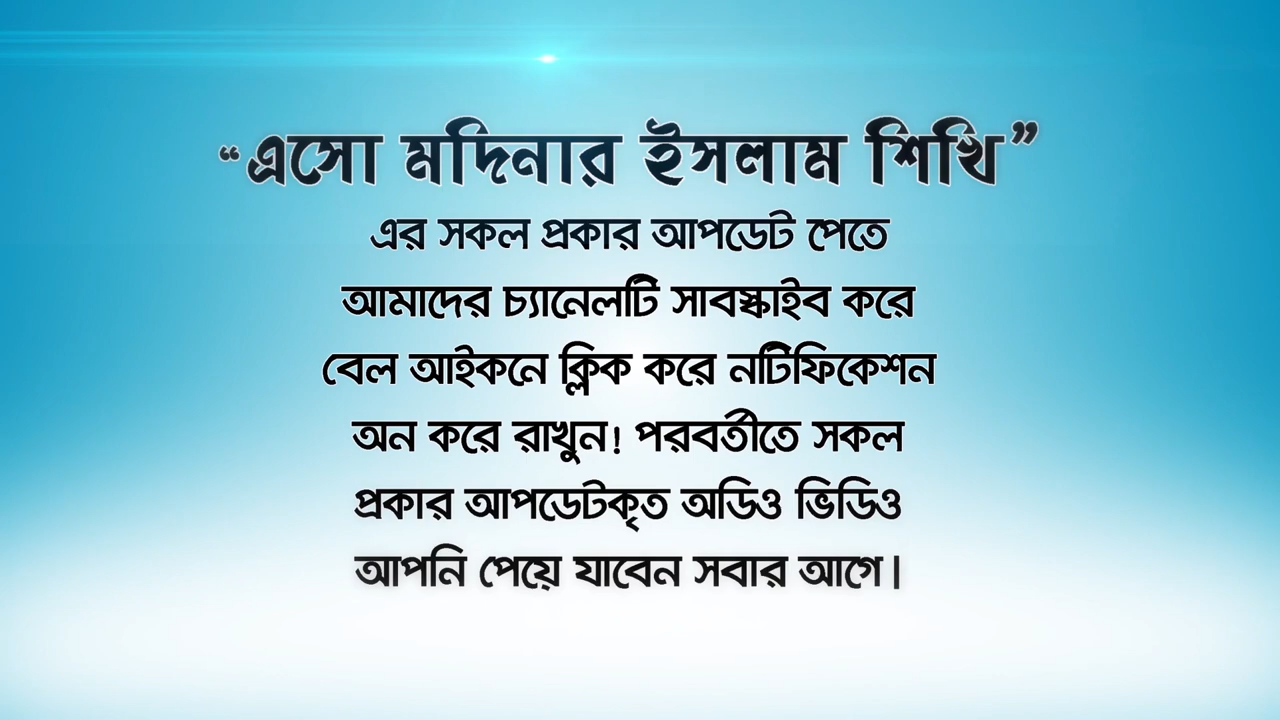 “এসো মদিনার ইসলাম শিখি”
এর সকল প্রকার আপডেট পেতে
আমাদের চ্যানেলটি সাবস্ক্রাইব করে
বেল আইকনে ক্লিক করে নটিফিকেশন
অন করে রাখুন! পরবর্তীতে সকল
প্রকার আপডেটকৃত অডিও ভিডিও
আপনি পেয়ে যাবেন সবার আগে।